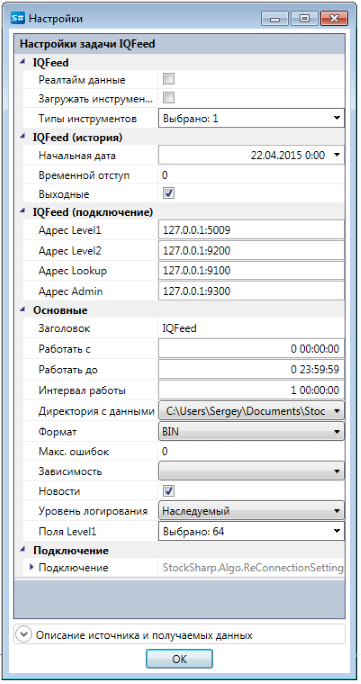 S# Настройки
Настройки задачи IQFeed
IQFeed
Реалтайм данные
Загружать инструмен...
Типы инструментов Выбрано: 1
IQFeed (история)
Начальная дата 22.04.2015 0:00
Временной отступ 0
Выходные
IQFeed (подключение)
Адрес Level1 127.0.0.1:5009
Адрес Level2 127.0.0.1:9200
Адрес Lookup 127.0.0.1:9100
Адрес Admin 127.0.0.1:9300
Основные
Заголовок IQFeed
Работать с 0 00:00:00
Работать до 0 23:59:59
Интервал работы 1 00:00:00
Директория с данными C:\Users\Sergey\Documents\Stoc
Формат BIN
Макс. ошибок 0
Зависимость
Новости
Уровень логирования Наследуемый
Поля Level1 Выбрано: 64
Подключение
Подключение StockSharp.Algo.ReConnectionSetting
Описание источника и получаемых данных
OK